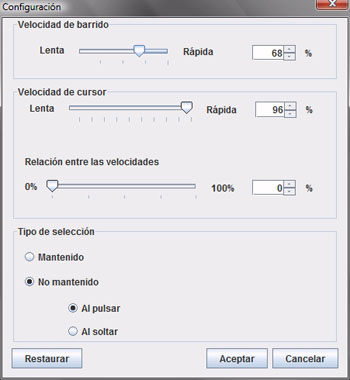 Configuración
Velocidad de barrido
Lenta Rápida 68 %
Velocidad de cursor
Lenta Rápida 96 %
Relación entre las velocidades
0% 100% 0 %
Tipo de selección
Mantenido
No mantenido
Al pulsar
Al soltar
Restaurar Aceptar Cancelar